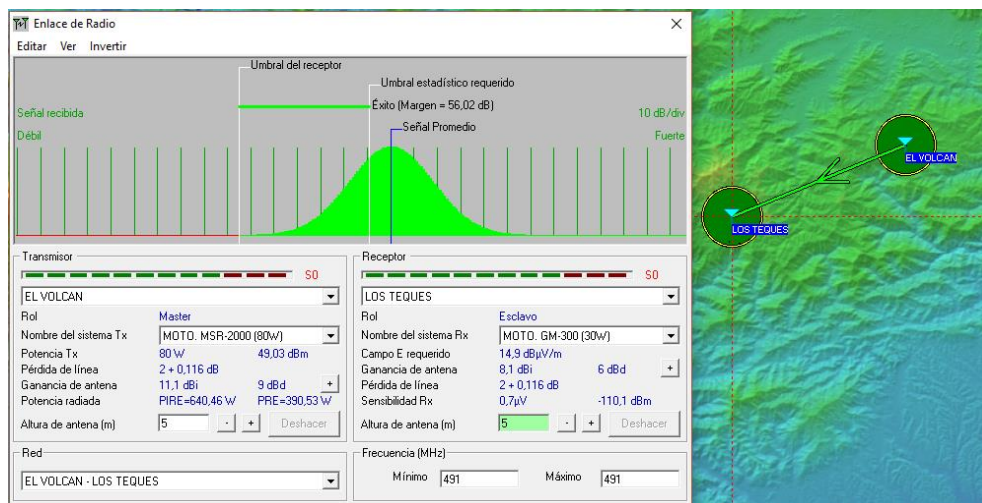 Enlace de Radio
Editar Ver Invertir
Umbral del receptor
Umbral estadístico requerido
Éxito (Margen = 56,02 dB)
Señal recibida 10 dB/div
Señal Promedio
Débil Fuerte
Transmisor
S0
EL VOLCAN
Rol Master
Nombre del sistema Tx MOTO. MSR-2000 (80W)
Potencia Tx 80 W 49,03 dBm
Pérdida de línea 2 + 0,116 dB
Ganancia de antena 11,1 dBi 9 dBd +
Potencia radiada PIRE=640,46 W PRE=390,53 W
Altura de antena (m) 5 - + Deshacer
Red
EL VOLCAN - LOS TEQUES
Receptor
S0
LOS TEQUES
Rol Esclavo
Nombre del sistema Rx MOTO. GM-300 (30W)
Campo E requerido 14,9 dBµV/m
Ganancia de antena 8,1 dBi 6 dBd +
Pérdida de línea 2 + 0,116 dB
Sensibilidad Rx 0,7µV -110,1 dBm
Altura de antena (m) 5 - + Deshacer
Frecuencia (MHz)
Mínimo 491 Máximo 491
EL VOLCAN
LOS TEQUES